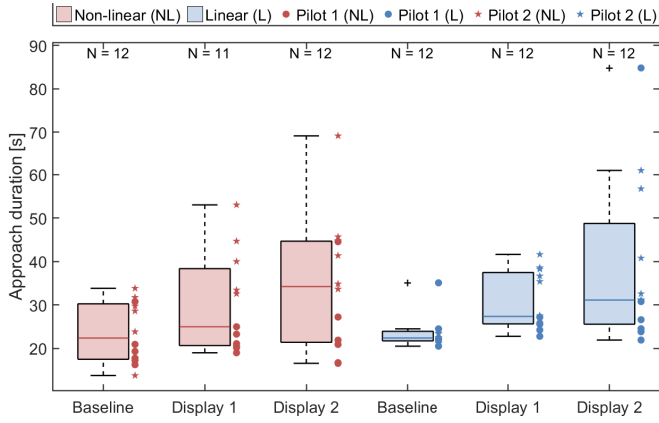 Non-linear (NL) Linear (L) Pilot 1 (NL) Pilot 1 (L) Pilot 2 (NL) Pilot 2 (L)
90
N = 12 N = 11 N = 12 N = 12 N = 12 N = 12
80
70
60
50
40
30
20
Approach duration [s]
Baseline Display 1 Display 2 Baseline Display 1 Display 2